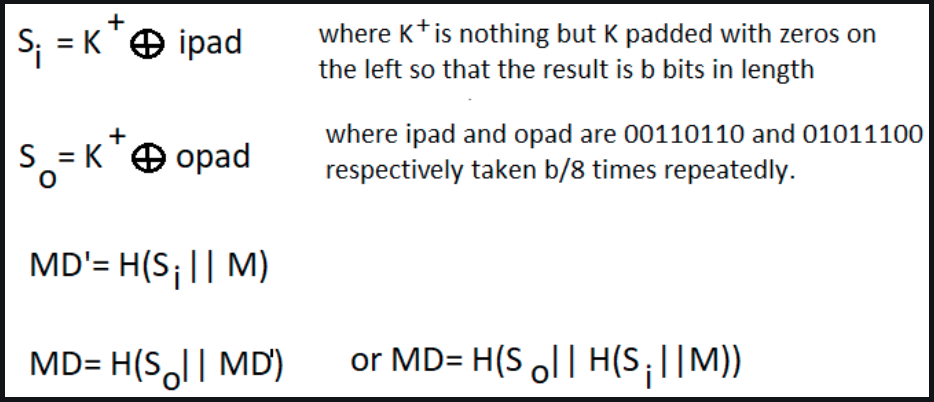 Sᵢ = K⁺ ⊕ ipad
where K⁺ is nothing but K padded with zeros on
the left so that the result is b bits in length
Sₒ = K⁺ ⊕ opad
where ipad and opad are 00110110 and 01011100
respectively taken b/8 times repeatedly.
MD'= H(Sᵢ|| M)
MD= H(Sₒ|| MD') or MD= H(Sₒ|| H(Sᵢ||M))